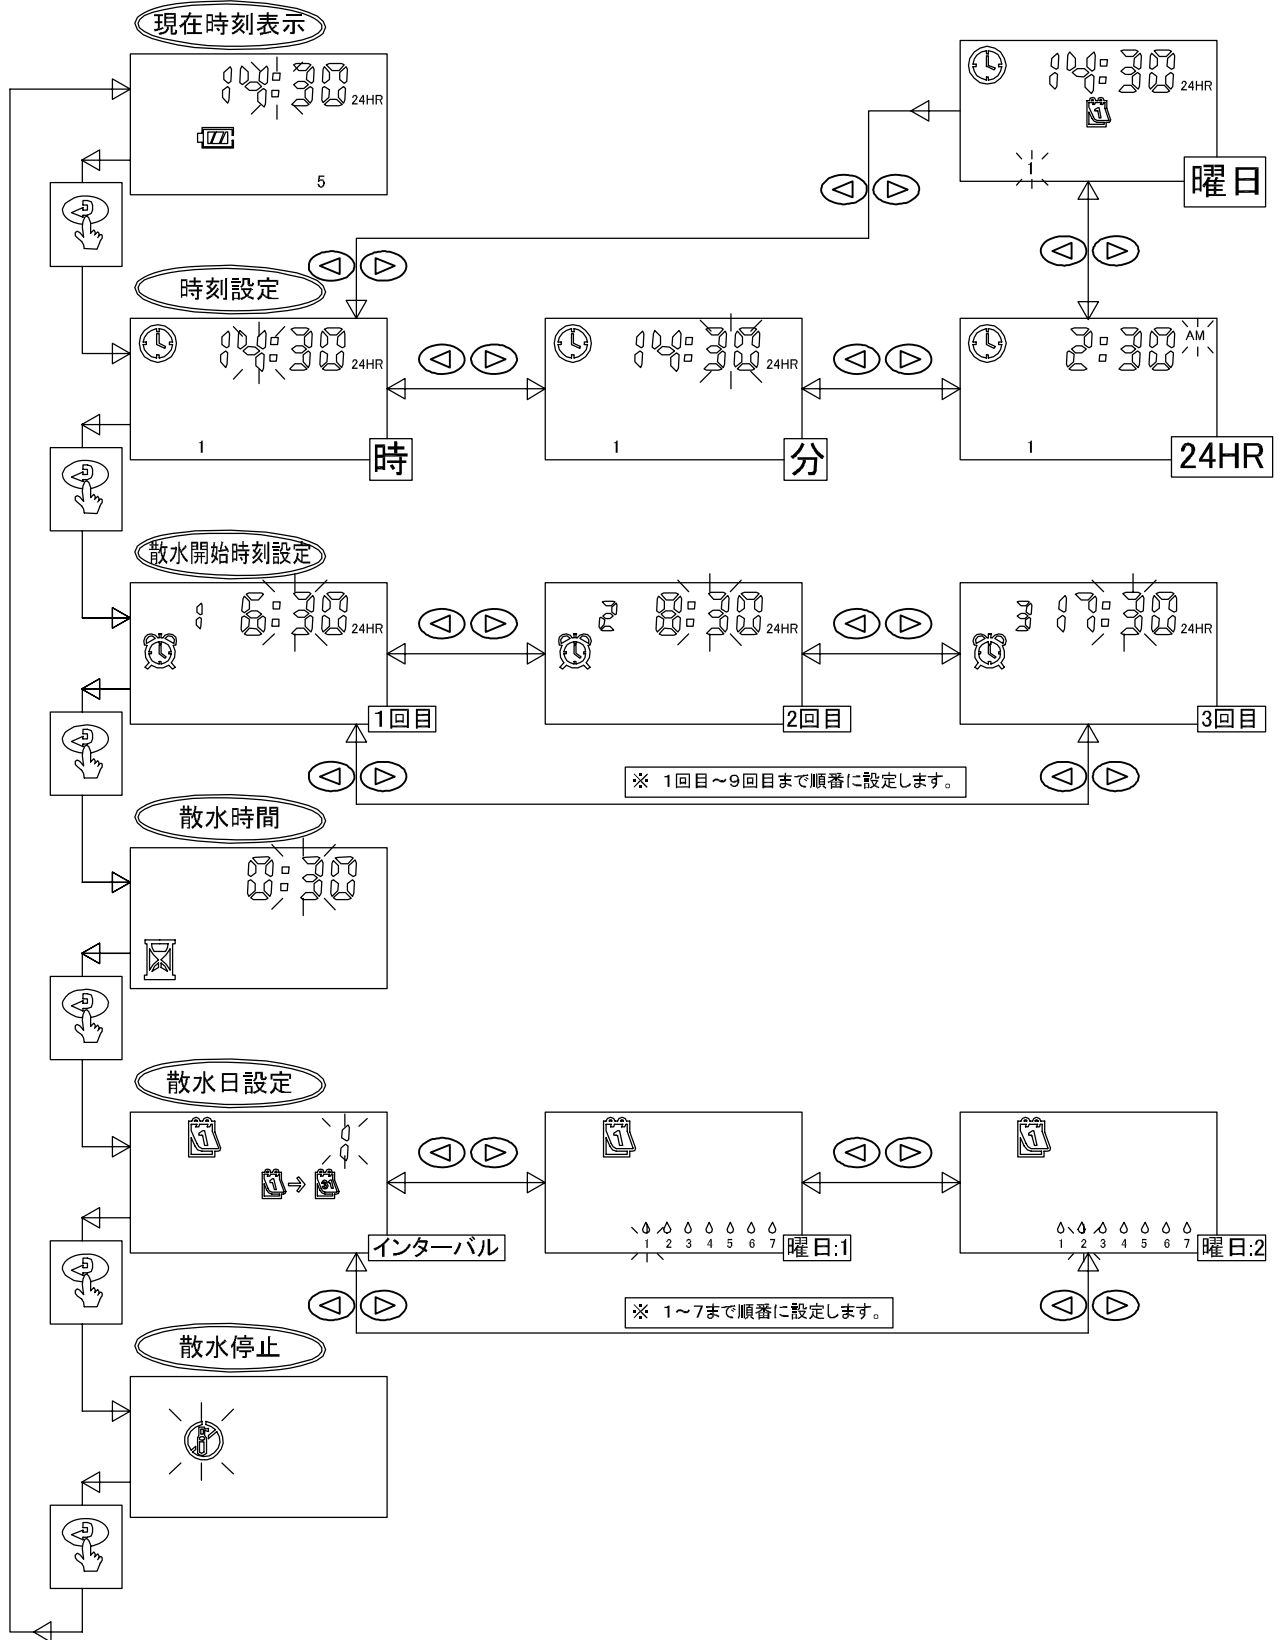 現在時刻表示
14:30 24HR
5
14:30 24HR
1
曜日
時刻設定
14:30 24HR
1
時
14:30 24HR
1
分
2:30 AM
1
24HR
散水開始時刻設定
1 6:30 24HR
1回目
2 8:30 24HR
2回目
3 17:30 24HR
3回目
※ 1回目～9回目まで順番に設定します。
散水時間
0:30
散水日設定
1
1 1→31
インターバル
1
1 2 3 4 5 6 7
曜日:1
1
1 2 3 4 5 6 7
曜日:2
※ 1～7まで順番に設定します。
散水停止